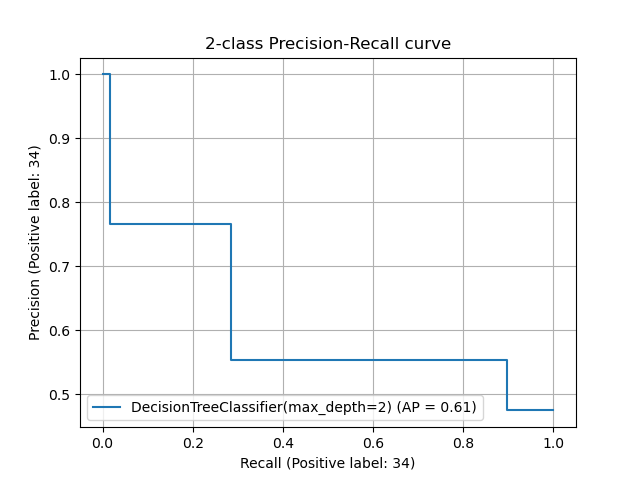 2-class Precision-Recall curve
Precision (Positive label: 34)
1.0
0.9
0.8
0.7
0.6
0.5
DecisionTreeClassifier(max_depth=2) (AP = 0.61)
0.0 0.2 0.4 0.6 0.8 1.0
Recall (Positive label: 34)